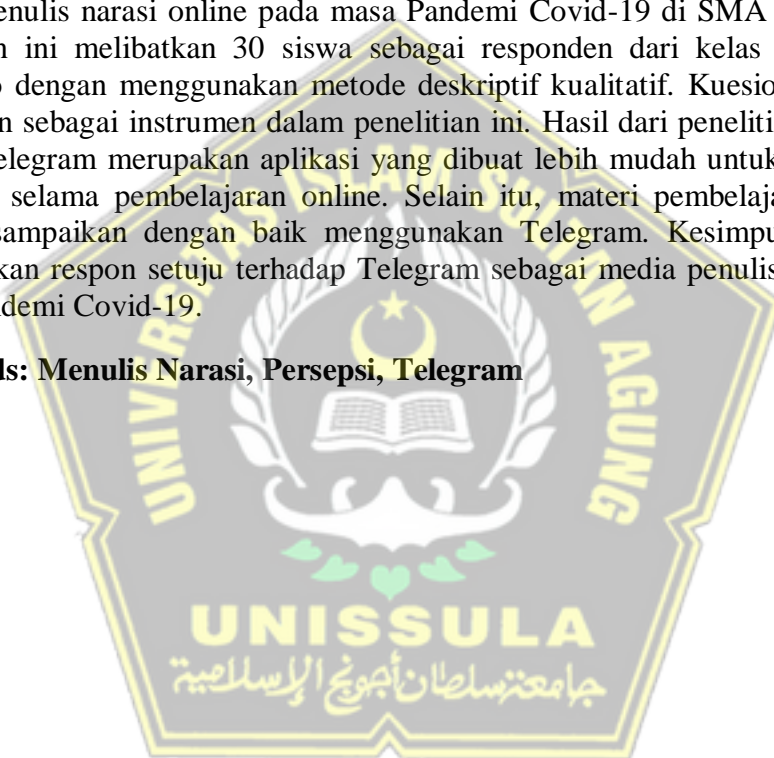 enulis narasi online pada masa Pandemi Covid-19 di SMA
n ini melibatkan 30 siswa sebagai responden dari kelas
dengan menggunakan metode deskriptif kualitatif. Kuesio
n sebagai instrumen dalam penelitian ini. Hasil dari peneliti
elegram merupakan aplikasi yang dibuat lebih mudah untuk
selama pembelajaran online. Selain itu, materi pembelaja
sampaikan dengan baik menggunakan Telegram. Kesimpu
kan respon setuju terhadap Telegram sebagai media penulis
ndemi Covid-19.
ds: Menulis Narasi, Persepsi, Telegram
UNIVERSITAS ISLAM SULTAN AGUNG
UNISSULA
جامعتنسلطان أجونج الإسلامية